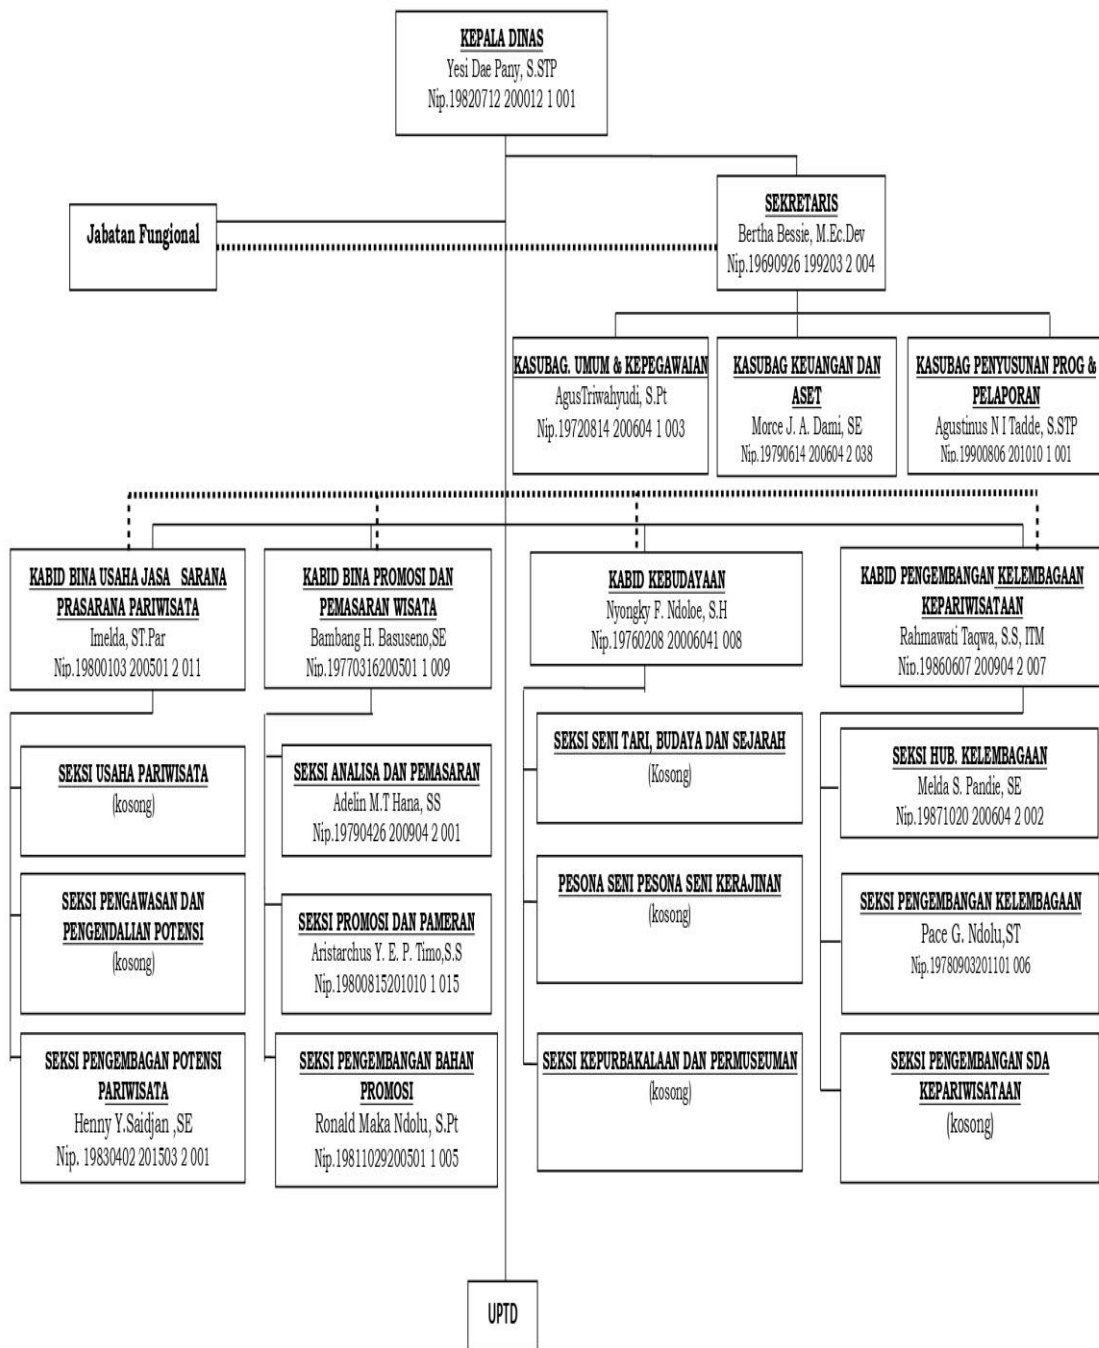 KEPALA DINAS
Yesi Dae Pany, S.STP
Nip.19820712 200012 1 001
Jabatan Fungional
SEKRETARIS
Bertha Bessie, M.Ec.Dev
Nip.19690926 199203 2 004
KASUBAG. UMUM & KEPEGAWAIAN
AgusTriwahyudi, S.Pt
Nip.19720814 200604 1 003
KASUBAG KEUANGAN DAN
ASET
Morce J. A. Dami, SE
Nip.19790614 200604 2 038
KASUBAG PENYUSUNAN PROG &
PELAPORAN
Agustinus N I Tadde, S.STP
Nip.19900806 201010 1 001
KABID BINA USAHA JASA SARANA
PRASARANA PARIWISATA
Imelda, ST.Par
Nip.19800103 200501 2 011
KABID BINA PROMOSI DAN
PEMASARAN WISATA
Bambang H. Basuseno,SE
Nip.19770316200501 1 009
KABID KEBUDAYAAN
Nyongky F. Ndoloe, S.H
Nip.19760208 20006041 008
KABID PENGEMBANGAN KELEMBAGAAN
KEPARIWISATAAN
Rahmawati Taqwa, S.S, ITM
Nip.19860607 200904 2 007
SEKSI USAHA PARIWISATA
(kosong)
SEKSI PENGAWASAN DAN
PENGENDALIAN POTENSI
(kosong)
SEKSI PENGEMBAGAN POTENSI
PARIWISATA
Henny Y.Saidjan ,SE
Nip. 19830402 201503 2 001
SEKSI ANALISA DAN PEMASARAN
Adelin M.T Hana, SS
Nip.19790426 200904 2 001
SEKSI PROMOSI DAN PAMERAN
Aristarchus Y. E. P. Timo,S.S
Nip.19800815201010 1 015
SEKSI PENGEMBANGAN BAHAN
PROMOSI
Ronald Maka Ndolu, S.Pt
Nip.19811029200501 1 005
SEKSI SENI TARI, BUDAYA DAN SEJARAH
(Kosong)
PESONA SENI PESONA SENI KERAJINAN
(kosong)
SEKSI KEPURBAKALAAN DAN PERMUSEUMAN
(kosong)
SEKSI HUB. KELEMBAGAAN
Melda S. Pandie, SE
Nip.19871020 200604 2 002
SEKSI PENGEMBANGAN KELEMBAGAAN
Pace G. Ndolu,ST
Nip.19780903201101 006
SEKSI PENGEMBANGAN SDA
KEPARIWISATAAN
(kosong)
UPTD